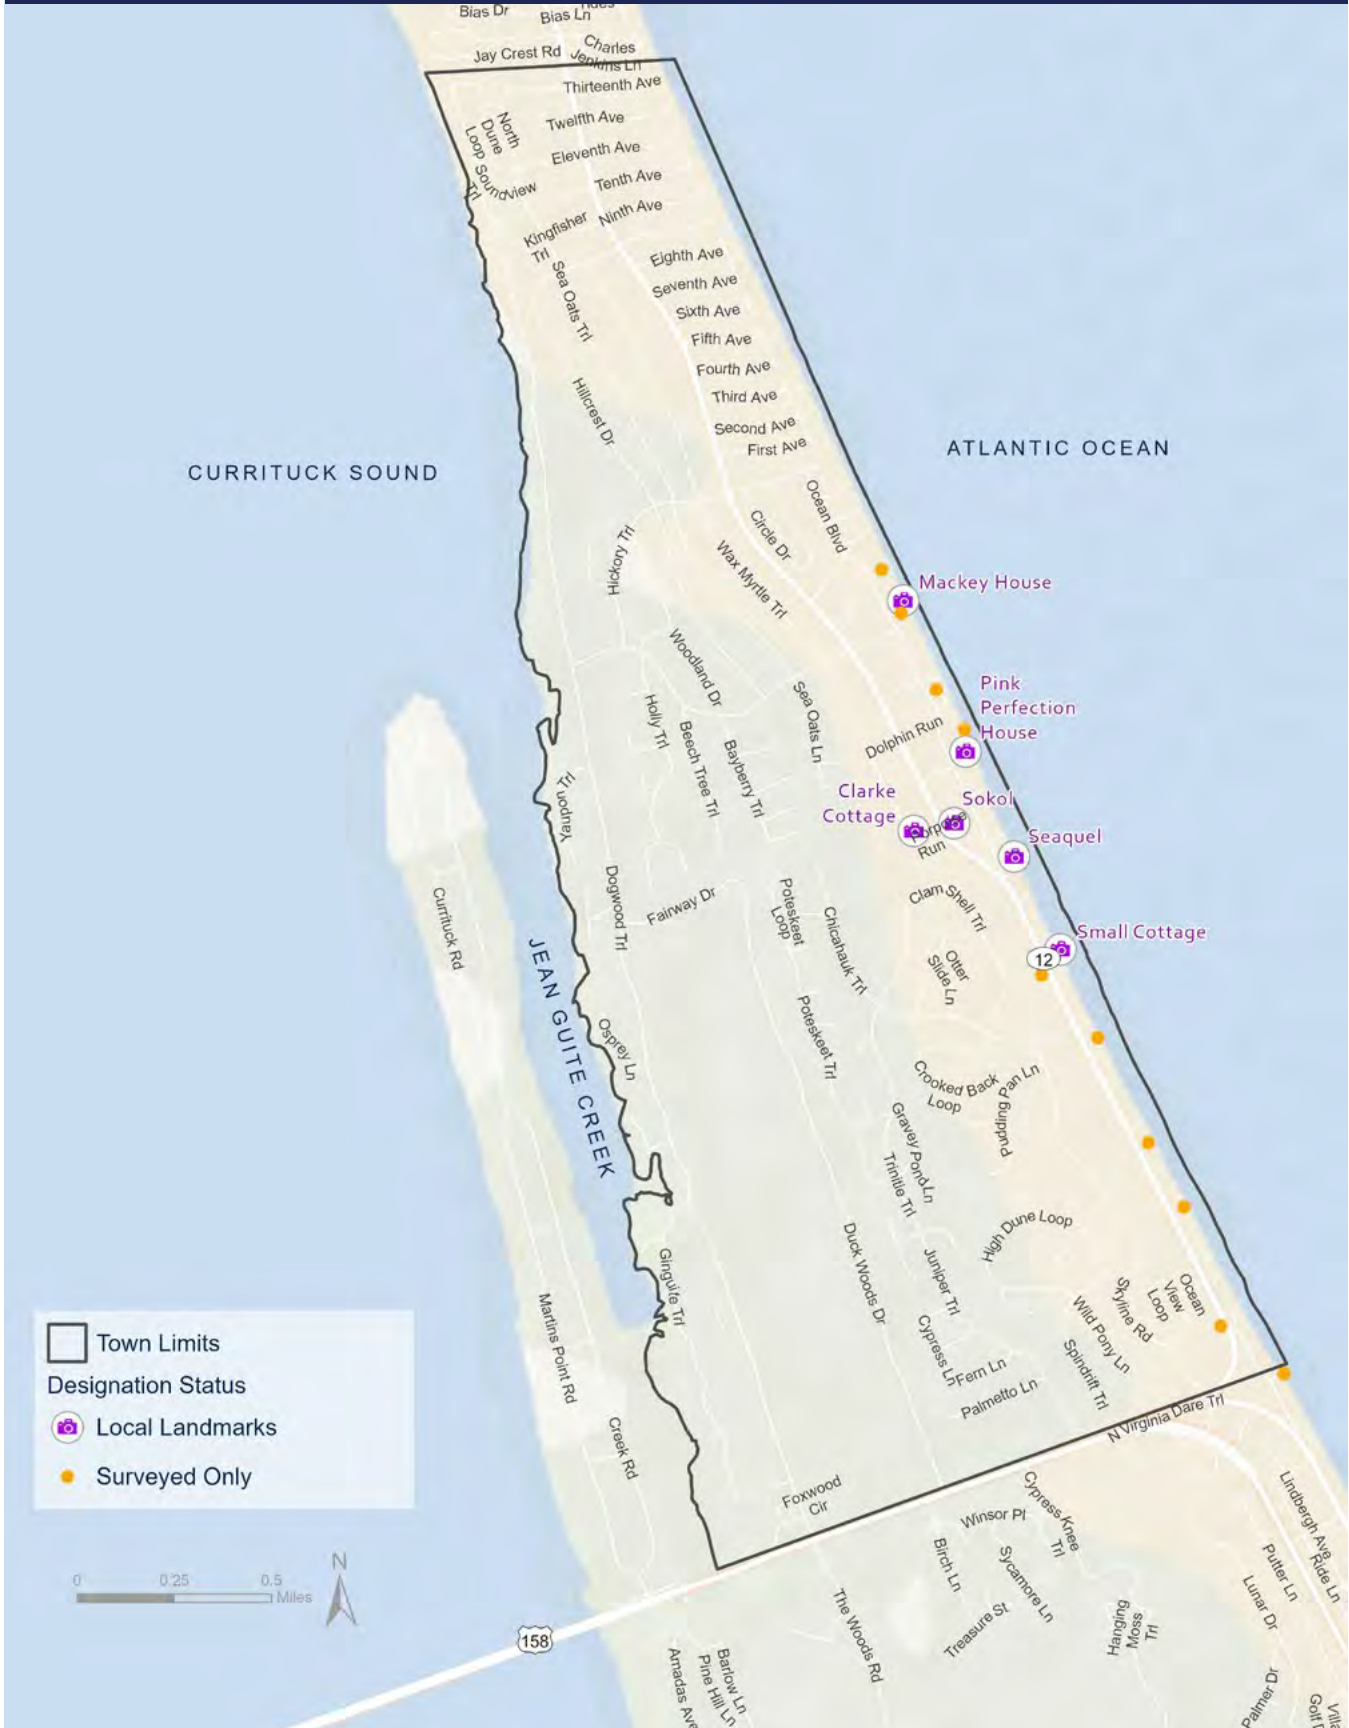 Bias Dr
Bias Ln
Jay Crest Rd
Charles
Jenkins Ln
Thirteenth Ave
North
Dune
Loop
Twelfth Ave
Eleventh Ave
Soundview
Trl
Tenth Ave
Ninth Ave
Kingfisher
Trl
Sea Oats Trl
Eighth Ave
Seventh Ave
Sixth Ave
Fifth Ave
Fourth Ave
Third Ave
Second Ave
First Ave
Hillcrest Dr
ATLANTIC OCEAN
CURRITUCK SOUND
Ocean Blvd
Circle Dr
Hickory Trl
Wax Myrtle Trl
Mackey House
Woodland Dr
Pink
Perfection
House
Sea Oats Ln
Holly Trl
Beech Tree Trl
Bayberry Trl
Dolphin Run
Yaupon Trl
Clarke
Cottage
Sokol
Porpoise
Run
Seaquel
Dogwood Trl
Fairway Dr
Poteskeet
Loop
Chicahauk Trl
Clam Shell Trl
Currituck Rd
Small Cottage
12
Otter
Slide Ln
JEAN GUITE CREEK
Osprey Ln
Poteskeet Trl
Crooked Back
Loop
Pudding Pan Ln
Gravey Pond Ln
Trinitie Trl
High Dune Loop
Duck Woods Dr
Juniper Trl
Ginguite Trl
Ocean
View
Loop
Skyline Rd
Wild Pony Ln
Spindrift Trl
Martins Point Rd
Cypress Ln
Fern Ln
Palmetto Ln
Town Limits
Designation Status
Local Landmarks
Surveyed Only
N Virginia Dare Trl
Creek Rd
Foxwood
Cir
Winsor Pl
Cypress Knee
Trl
Lindbergh Ave
Ride Ln
Birch Ln
Sycamore Ln
Putter Ln
Lunar Dr
N
0
0.25
0.5
Miles
Treasure St
Hanging
Moss
Trl
The Woods Rd
158
Barlow Ln
Pine Hill Ln
Amadas Ave
Palmer Dr
Villa
Golf